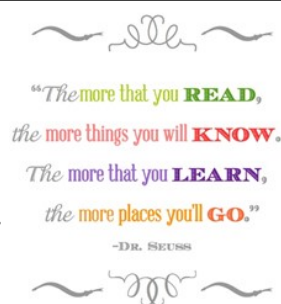 “The more that you READ,
the more things you will KNOW.
The more that you LEARN,
the more places you'll GO.”
-DR. SEUSS